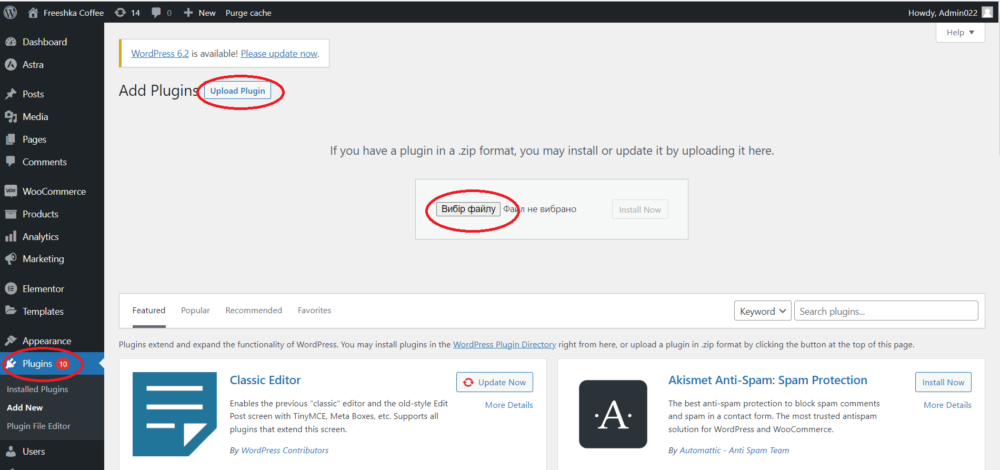 Freeshka Coffee 14 0 New Purge cache Howdy, Admin022
Help
Dashboard
Astra
Posts
Media
Pages
Comments
Woo WooCommerce
Products
Analytics
Marketing
Elementor
Templates
Appearance
Plugins 10
Installed Plugins
Add New
Plugin File Editor
Users
WordPress 6.2 is available! Please update now.
Add Plugins Upload Plugin
If you have a plugin in a .zip format, you may install or update it by uploading it here.
Вибір файлу Файл не вибрано Install Now
Featured Popular Recommended Favorites Keyword Search plugins...
Plugins extend and expand the functionality of WordPress. You may install plugins in the WordPress Plugin Directory right from here, or upload a plugin in .zip format by clicking the button at the top of this page.
Classic Editor
Update Now
More Details
Enables the previous "classic" editor and the old-style Edit
Post screen with TinyMCE, Meta Boxes, etc. Supports all
plugins that extend this screen.
By WordPress Contributors
·A·
Akismet Anti-Spam: Spam Protection
Install Now
More Details
The best anti-spam protection to block spam comments
and spam in a contact form. The most trusted antispam
solution for WordPress and WooCommerce.
By Automattic - Anti Spam Team